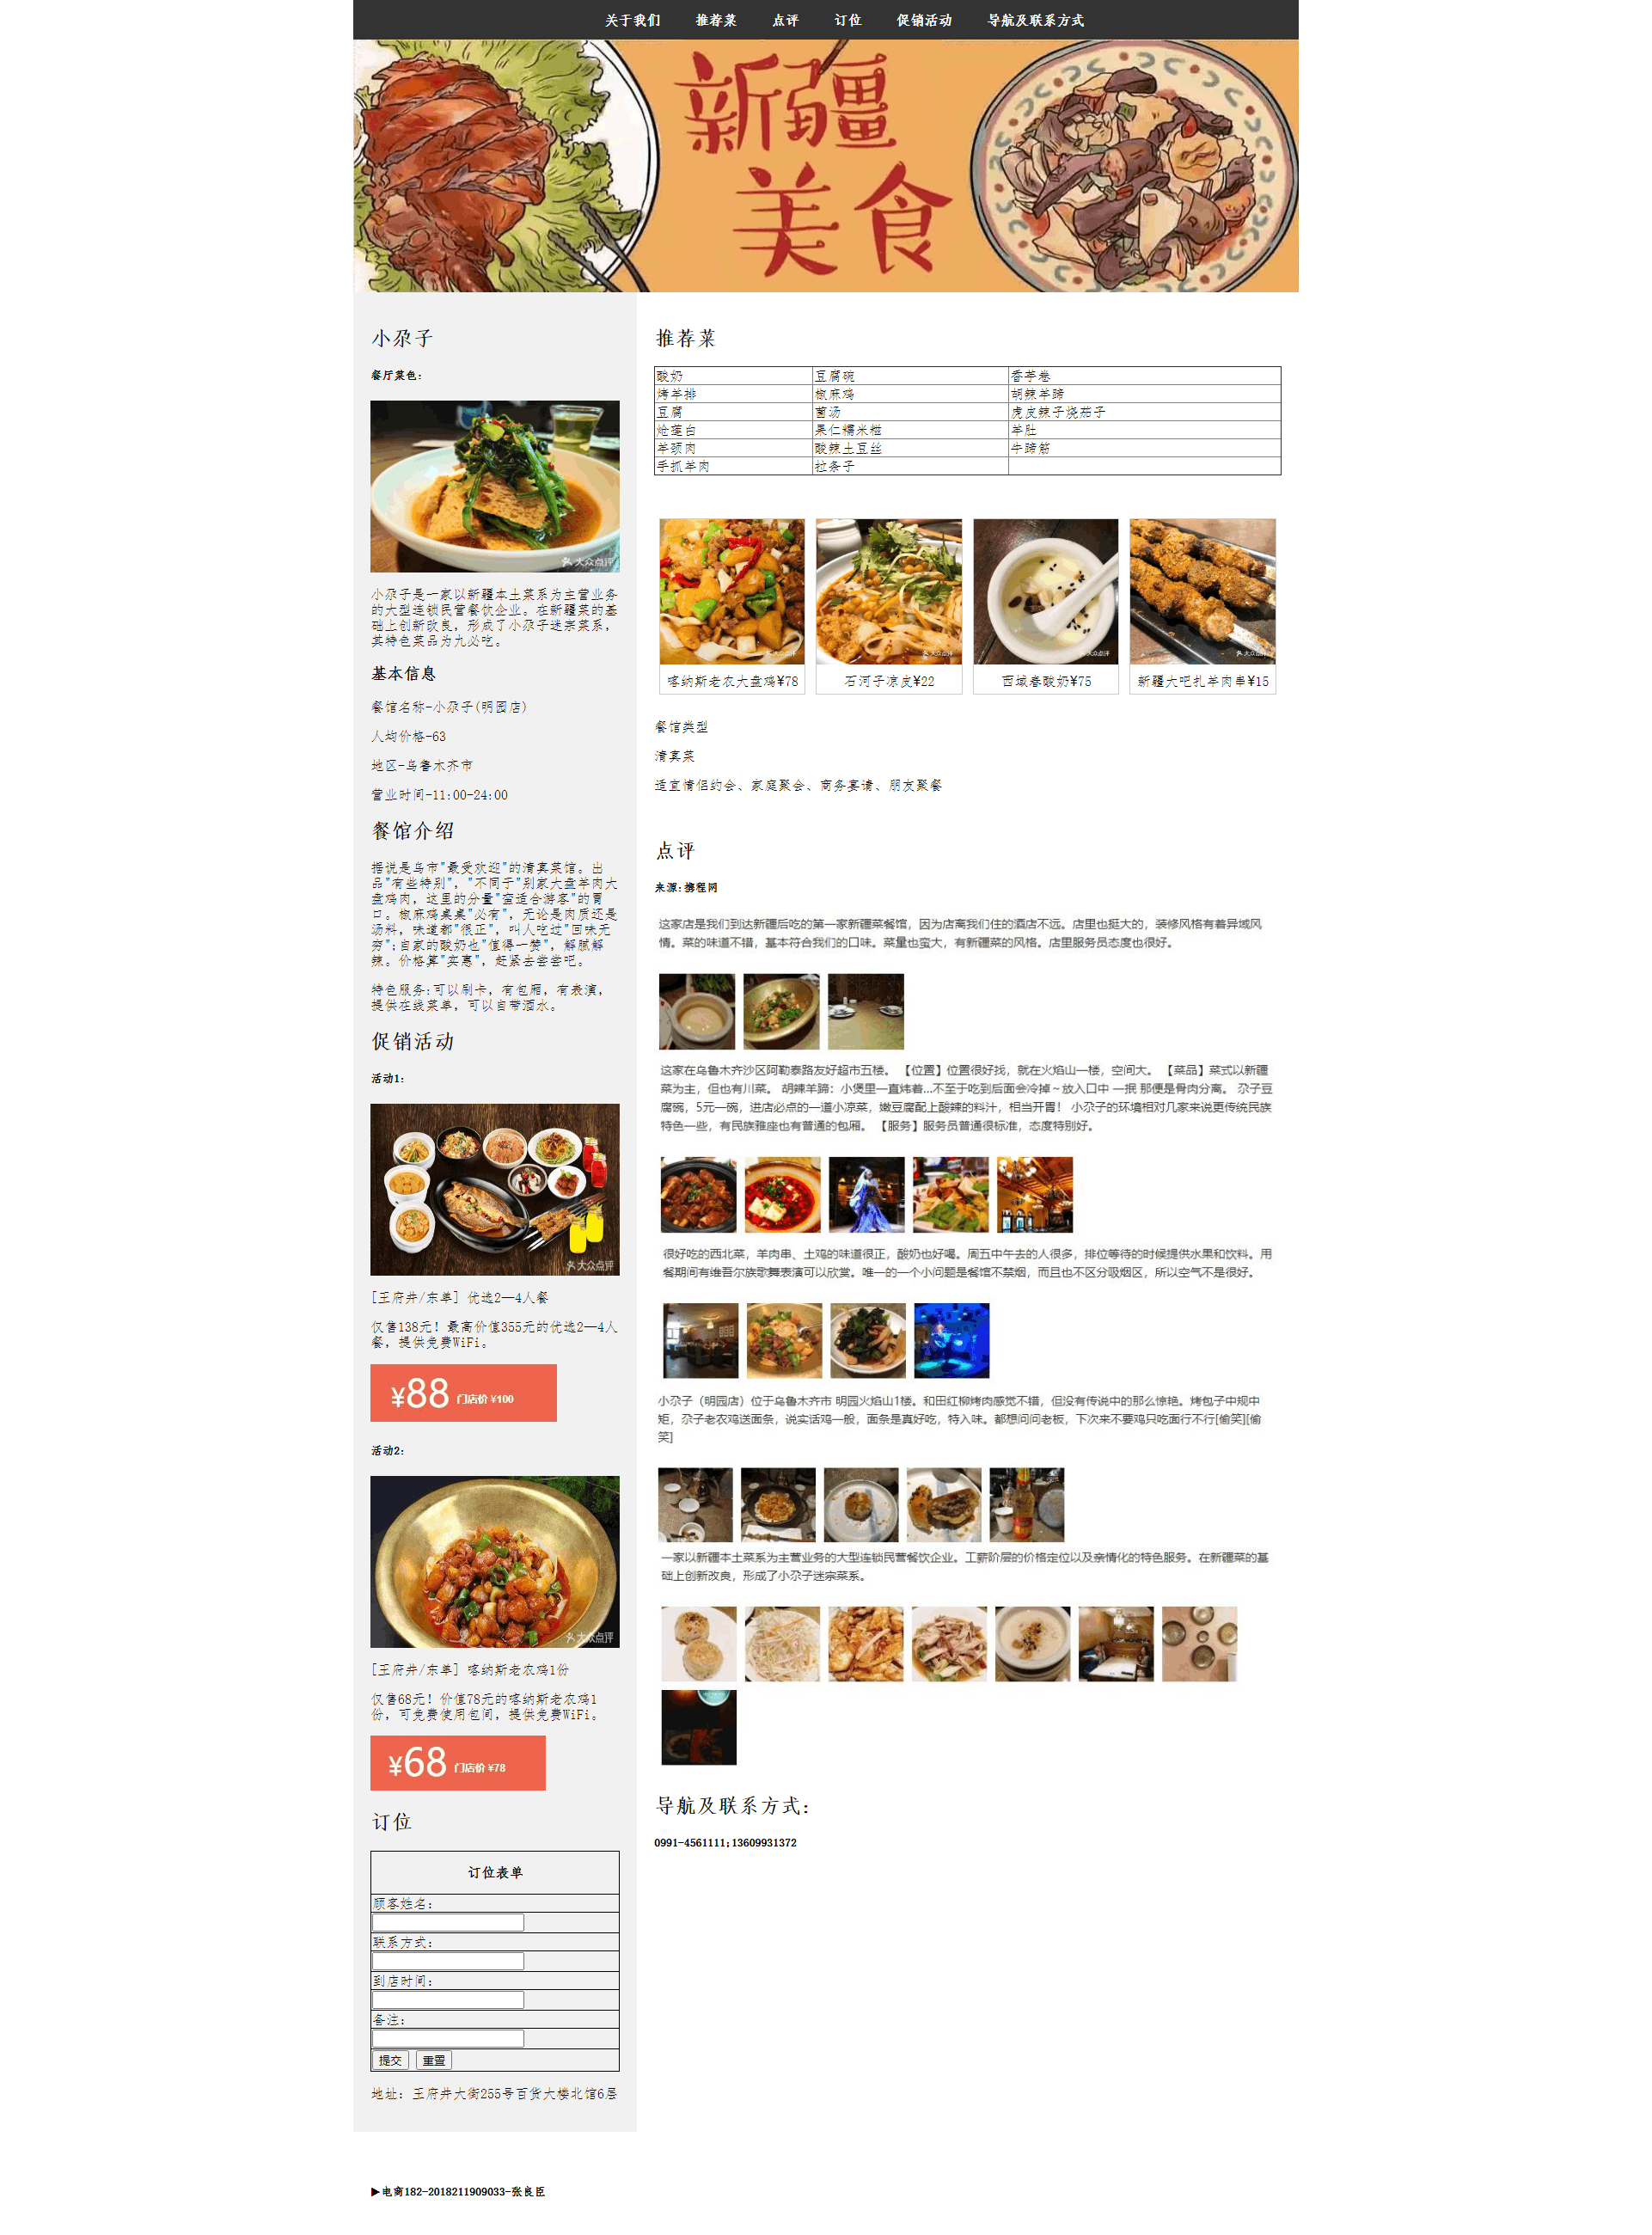 关于我们 推荐菜 点评 订位 促销活动 导航及联系方式
新疆
美食
小尕子
餐厅菜色:
大众点评
小尕子是一家以新疆本土菜系为主营业务
的大型连锁民营餐饮企业。在新疆菜的基
础上创新改良，形成了小尕子迷宗菜系，
其特色菜品为九必吃。
基本信息
餐馆名称-小尕子(明园店)
人均价格-63
地区-乌鲁木齐市
营业时间-11:00-24:00
餐馆介绍
据说是乌市"最受欢迎"的清真菜馆。出
品"有些特别"，"不同于"别家大盘羊肉大
盘鸡肉，这里的分量"蛮适合游客"的胃
口。椒麻鸡桌桌"必有"，无论是肉质还是
汤料，味道都"很正"，叫人吃过"回味无
穷";自家的酸奶也"值得一赞"，解腻解
辣。价格算"实惠"，赶紧去尝尝吧。
特色服务:可以刷卡，有包厢，有表演，
提供在线菜单，可以自带酒水。
促销活动
活动1:
大众点评
[王府井/东单] 优选2—4人餐
仅售138元！最高价值355元的优选2—4人
餐，提供免费WiFi。
¥88 门店价 ¥100
活动2:
大众点评
[王府井/东单] 喀纳斯老农鸡1份
仅售68元！价值78元的喀纳斯老农鸡1
份，可免费使用包间，提供免费WiFi。
¥68 门店价 ¥78
订位
订位表单
顾客姓名:
联系方式:
到店时间:
备注:
提交 重置
地址: 王府井大街255号百货大楼北馆6层
推荐菜
酸奶 豆腐碗 香芋卷
烤羊排 椒麻鸡 胡辣羊蹄
豆腐 菌汤 虎皮辣子烧茄子
炝莲白 果仁糯米糍 羊肚
羊颈肉 酸辣土豆丝 牛蹄筋
手抓羊肉 拉条子
大众点评 大众点评 大众点评 大众点评
喀纳斯老农大盘鸡¥78 石河子凉皮¥22 西域春酸奶¥75 新疆大吧扎羊肉串¥15
餐馆类型
清真菜
适宜情侣约会、家庭聚会、商务宴请、朋友聚餐
点评
来源:携程网
这家店是我们到达新疆后吃的第一家新疆菜餐馆，因为店离我们住的酒店不远。店里也挺大的，装修风格有着异域风
情。菜的味道不错，基本符合我们的口味。菜量也蛮大，有新疆菜的风格。店里服务员态度也很好。
这家在乌鲁木齐沙区阿勒泰路友好超市五楼。 【位置】位置很好找，就在火焰山一楼，空间大。 【菜品】菜式以新疆
菜为主，但也有川菜。 胡辣羊蹄：小煲里一直炜着...不至于吃到后面会冷掉～放入口中 一抿 那便是骨肉分离。 尕子豆
腐碗，5元一碗，进店必点的一道小凉菜，嫩豆腐配上酸辣的料汁，相当开胃！ 小尕子的环境相对几家来说更传统民族
特色一些，有民族雅座也有普通的包厢。 【服务】服务员普通很标准，态度特别好。
很好吃的西北菜，羊肉串、土鸡的味道很正，酸奶也好喝。周五中午去的人很多，排位等待的时候提供水果和饮料。用
餐期间有维吾尔族歌舞表演可以欣赏。唯一的一个小问题是餐馆不禁烟，而且也不区分吸烟区，所以空气不是很好。
小尕子（明园店）位于乌鲁木齐市 明园火焰山1楼。和田红柳烤肉感觉不错，但没有传说中的那么惊艳。烤包子中规中
矩，尕子老农鸡送面条，说实话鸡一般，面条是真好吃，特入味。都想问问老板，下次来不要鸡只吃面行不行[偷笑][偷
笑]
一家以新疆本土菜系为主营业务的大型连锁民营餐饮企业。工薪阶层的价格定位以及亲情化的特色服务。在新疆菜的基
础上创新改良，形成了小尕子迷宗菜系。
导航及联系方式:
0991-4561111;13609931372
▶电商182-2018211909033-张良臣